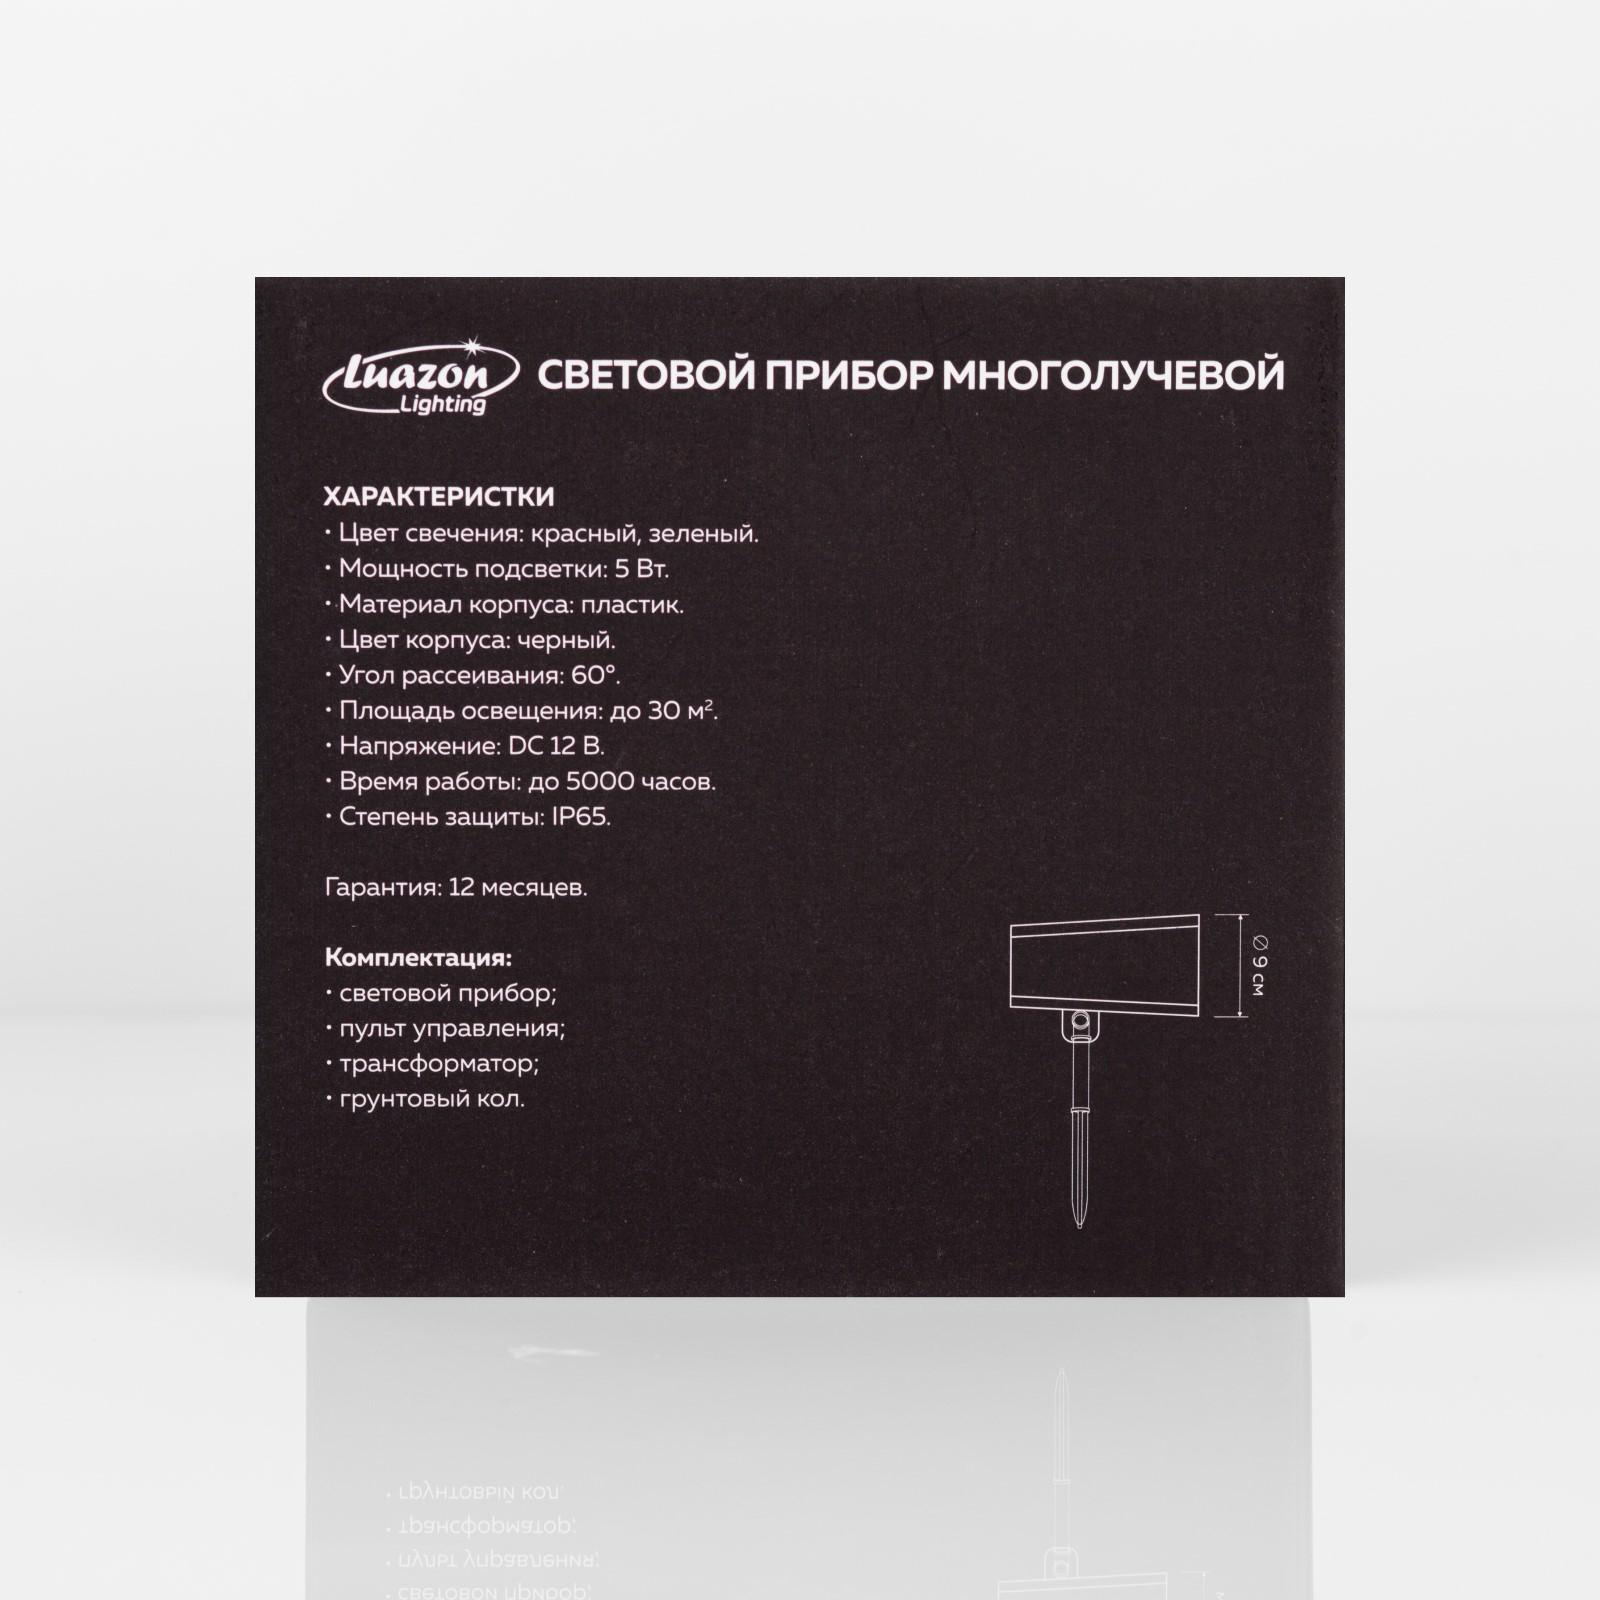 Luazon
Lighting
СВЕТОВОЙ ПРИБОР МНОГОЛУЧЕВОЙ
ХАРАКТЕРИСТКИ
• Цвет свечения: красный, зеленый.
• Мощность подсветки: 5 Вт.
• Материал корпуса: пластик.
• Цвет корпуса: черный.
• Угол рассеивания: 60°.
• Площадь освещения: до 30 м².
• Напряжение: DC 12 В.
• Время работы: до 5000 часов.
• Степень защиты: IP65.
Гарантия: 12 месяцев.
Комплектация:
• световой прибор;
• пульт управления;
• трансформатор;
• грунтовый кол.
∅ 9 см